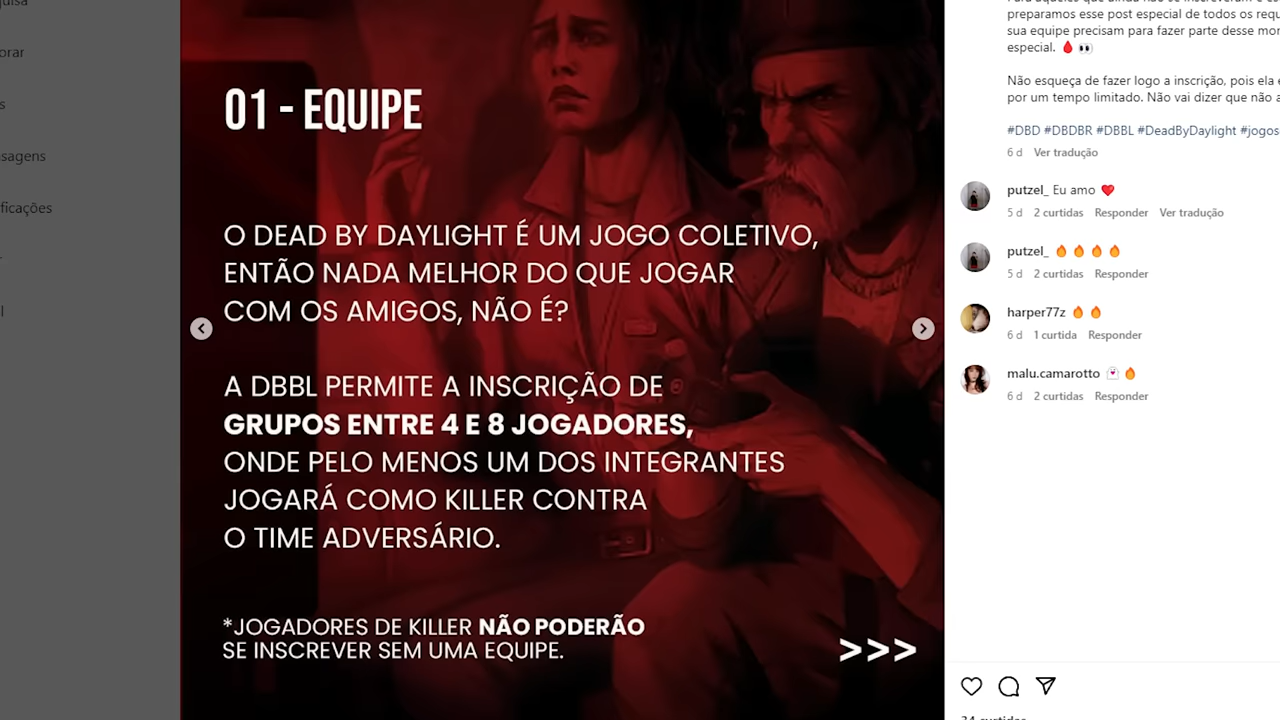 orar
s
sagens
ficações
l
01 - EQUIPE
O DEAD BY DAYLIGHT É UM JOGO COLETIVO,
ENTÃO NADA MELHOR DO QUE JOGAR
COM OS AMIGOS, NÃO É?
A DBBL PERMITE A INSCRIÇÃO DE
GRUPOS ENTRE 4 E 8 JOGADORES,
ONDE PELO MENOS UM DOS INTEGRANTES
JOGARÁ COMO KILLER CONTRA
O TIME ADVERSÁRIO.
*JOGADORES DE KILLER NÃO PODERÃO
SE INSCREVER SEM UMA EQUIPE.
>>>
preparamos esse post especial de todos os requ
sua equipe precisam para fazer parte desse mor
especial. 🩸 👀
Não esqueça de fazer logo a inscrição, pois ela e
por um tempo limitado. Não vai dizer que não a
#DBD #DBDBR #DBBL #DeadByDaylight #jogos
6 d Ver tradução
putzel_ Eu amo ❤️
5 d 2 curtidas Responder Ver tradução
putzel_ 🔥 🔥 🔥 🔥
5 d 2 curtidas Responder
harper77z 🔥 🔥
6 d 1 curtida Responder
malu.camarotto 👻 🔥
6 d 2 curtidas Responder